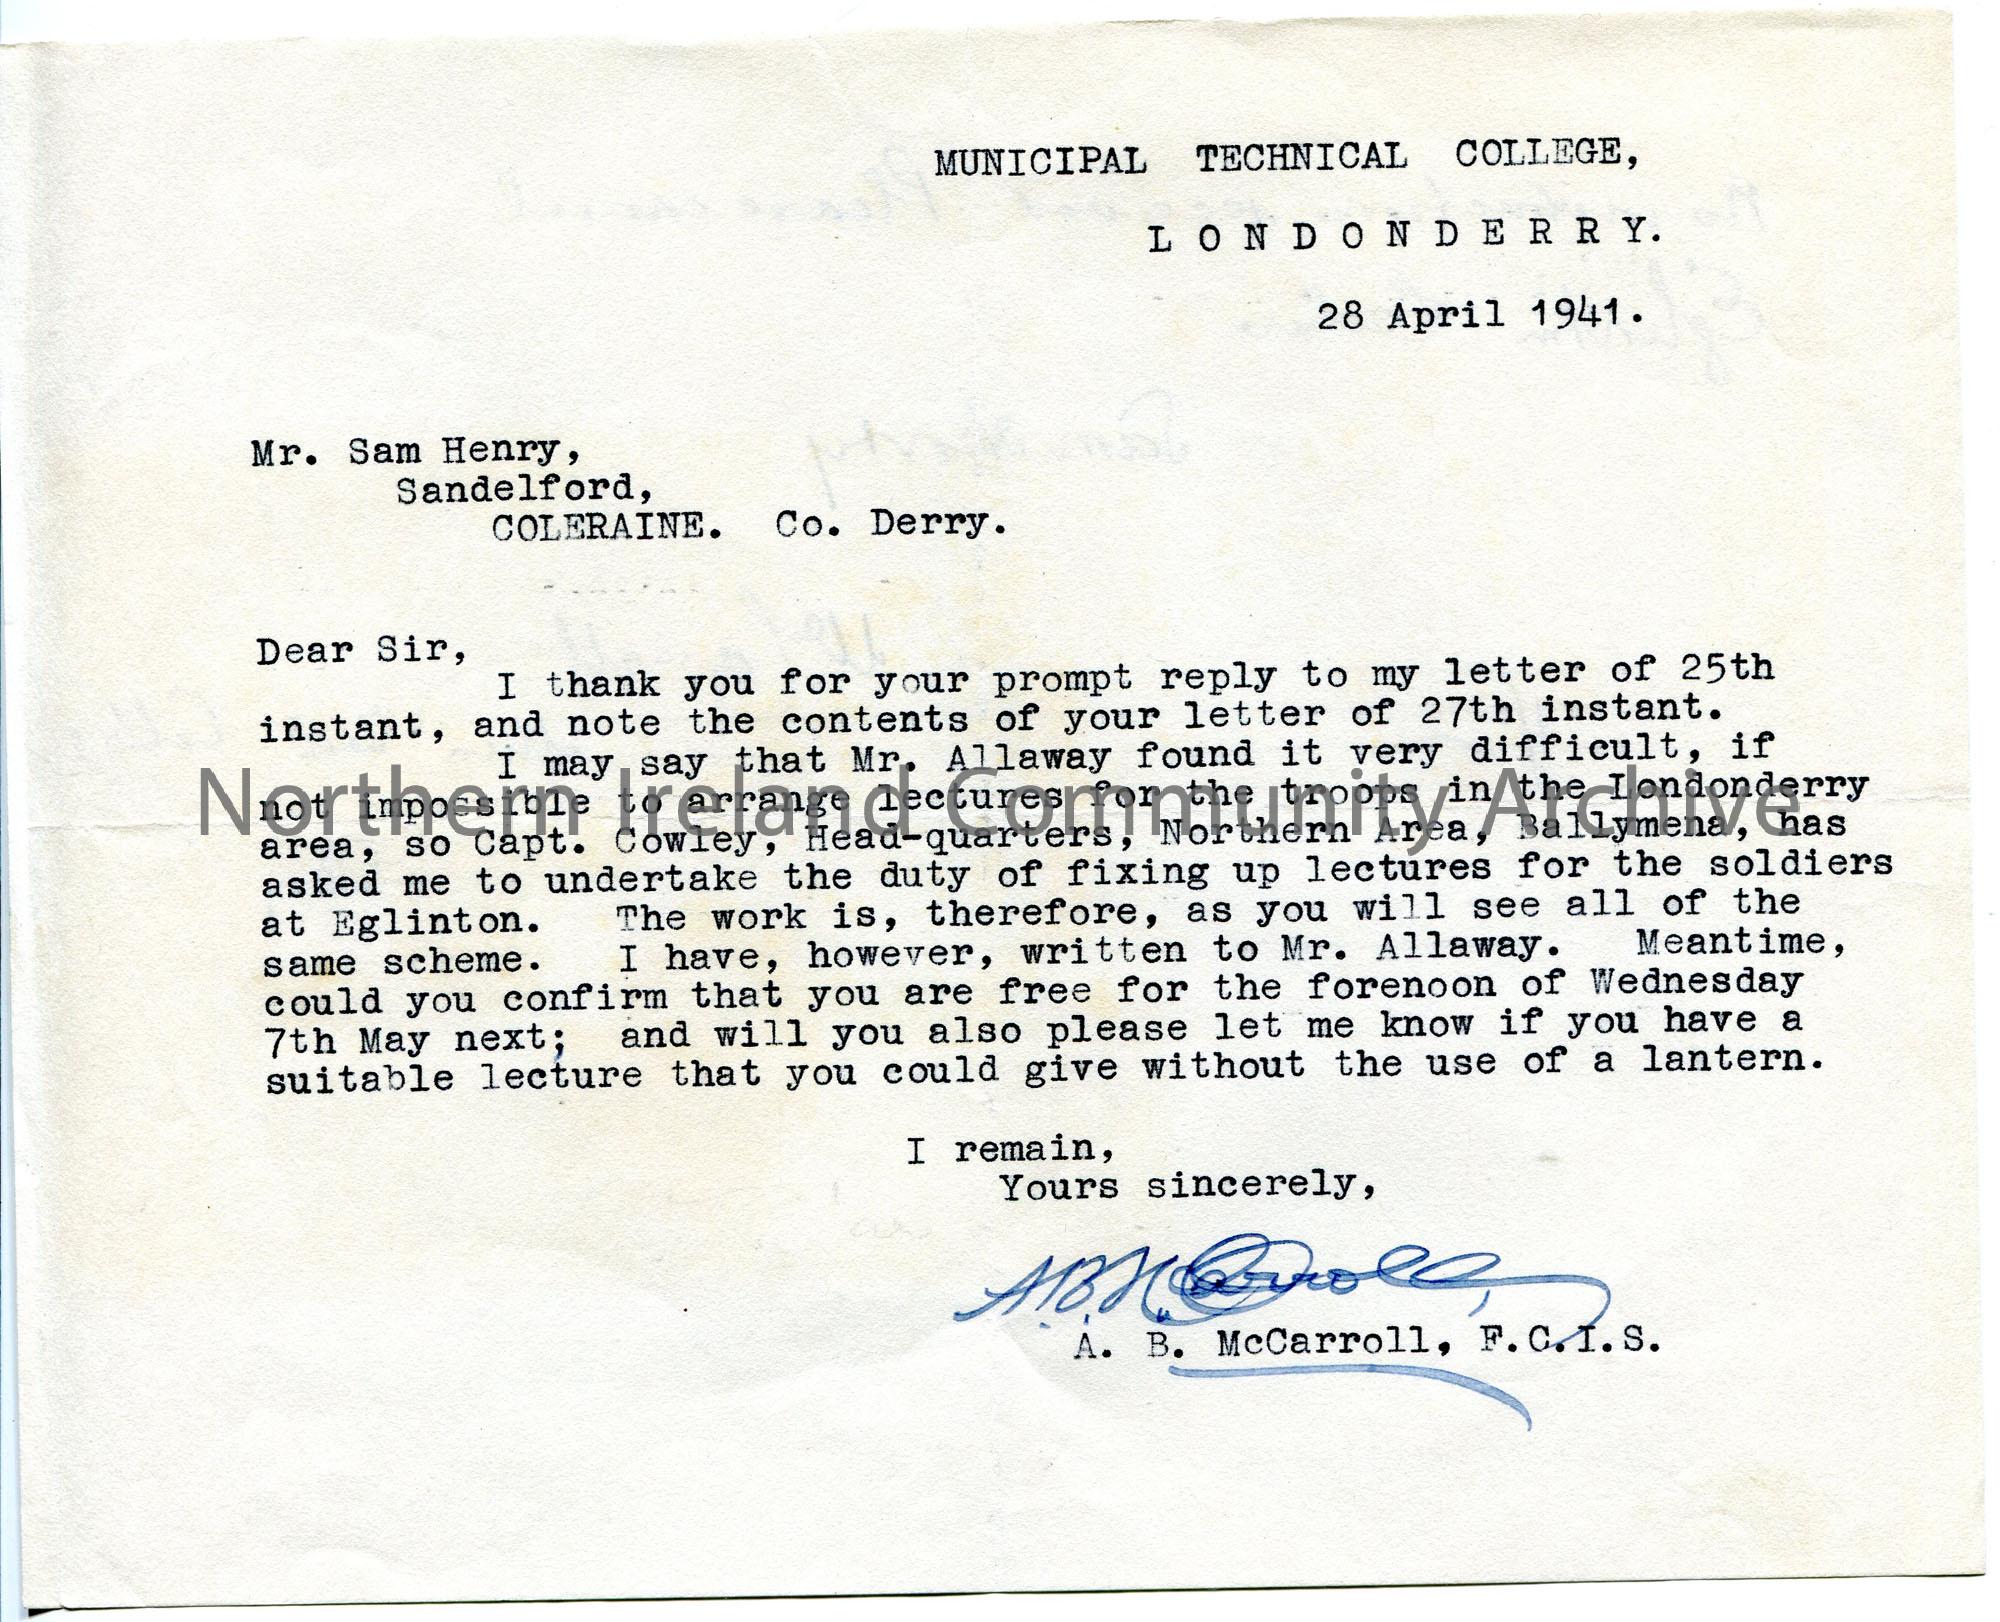 MUNICIPAL TECHNICAL COLLEGE,
L O N D O N D E R R Y.
28 April 1941.
Mr. Sam Henry,
Sandelford,
COLERAINE. Co. Derry.
Dear Sir,
I thank you for your prompt reply to my letter of 25th
instant, and note the contents of your letter of 27th instant.
I may say that Mr. Allaway found it very difficult, if
not impossible to arrange lectures for the troops in the Londonderry
area, so Capt. Cowley, Head-quarters, Northern Area, Ballymena, has
asked me to undertake the duty of fixing up lectures for the soldiers
at Eglinton. The work is, therefore, as you will see all of the
same scheme. I have, however, written to Mr. Allaway. Meantime,
could you confirm that you are free for the forenoon of Wednesday
7th May next; and will you also please let me know if you have a
suitable lecture that you could give without the use of a lantern.
I remain,
Yours sincerely,
A.B. McCarroll,
A. B. McCarroll, F.C.I.S.
Northern Ireland Community Archive